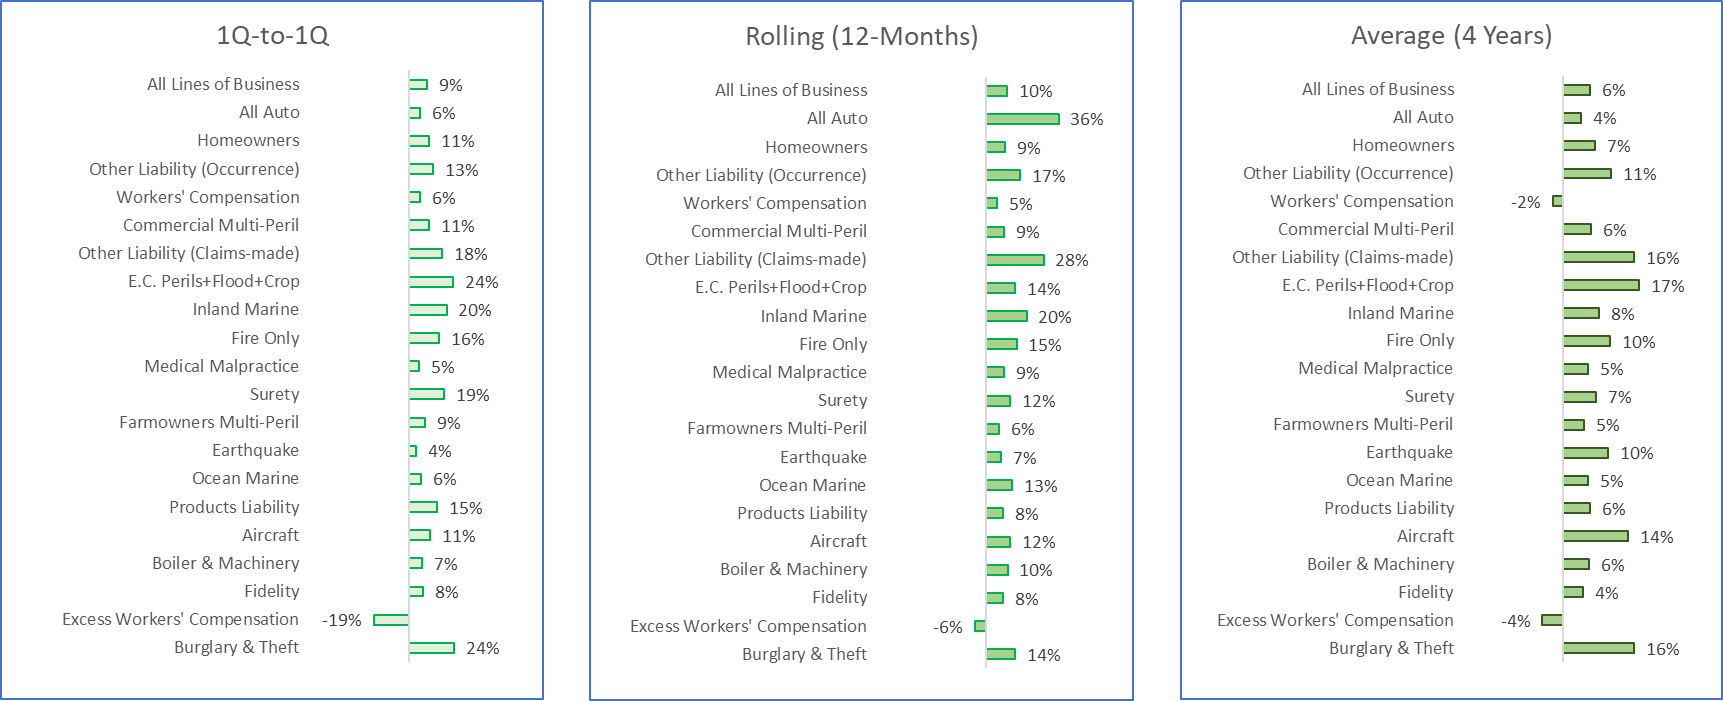 1Q-to-1Q
All Lines of Business 9%
All Auto 6%
Homeowners 11%
Other Liability (Occurrence) 13%
Workers' Compensation 6%
Commercial Multi-Peril 11%
Other Liability (Claims-made) 18%
E.C. Perils+Flood+Crop 24%
Inland Marine 20%
Fire Only 16%
Medical Malpractice 5%
Surety 19%
Farmowners Multi-Peril 9%
Earthquake 4%
Ocean Marine 6%
Products Liability 15%
Aircraft 11%
Boiler & Machinery 7%
Fidelity 8%
Excess Workers' Compensation -19%
Burglary & Theft 24%
Rolling (12-Months)
All Lines of Business 10%
All Auto 36%
Homeowners 9%
Other Liability (Occurrence) 17%
Workers' Compensation 5%
Commercial Multi-Peril 9%
Other Liability (Claims-made) 28%
E.C. Perils+Flood+Crop 14%
Inland Marine 20%
Fire Only 15%
Medical Malpractice 9%
Surety 12%
Farmowners Multi-Peril 6%
Earthquake 7%
Ocean Marine 13%
Products Liability 8%
Aircraft 12%
Boiler & Machinery 10%
Fidelity 8%
Excess Workers' Compensation -6%
Burglary & Theft 14%
Average (4 Years)
All Lines of Business 6%
All Auto 4%
Homeowners 7%
Other Liability (Occurrence) 11%
Workers' Compensation -2%
Commercial Multi-Peril 6%
Other Liability (Claims-made) 16%
E.C. Perils+Flood+Crop 17%
Inland Marine 8%
Fire Only 10%
Medical Malpractice 5%
Surety 7%
Farmowners Multi-Peril 5%
Earthquake 10%
Ocean Marine 5%
Products Liability 6%
Aircraft 14%
Boiler & Machinery 6%
Fidelity 4%
Excess Workers' Compensation -4%
Burglary & Theft 16%